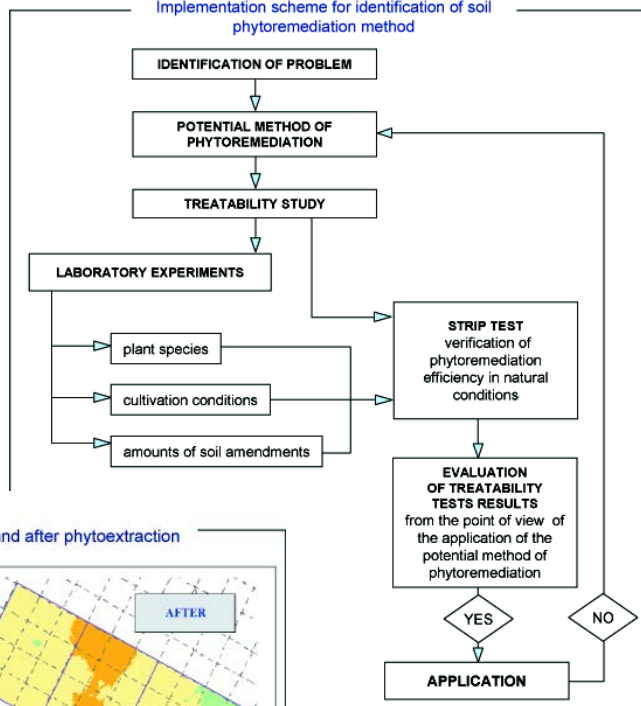 Implementation scheme for identification of soil
phytoremediation method
IDENTIFICATION OF PROBLEM
POTENTIAL METHOD OF
PHYTOREMEDIATION
TREATABILITY STUDY
LABORATORY EXPERIMENTS
plant species
cultivation conditions
amounts of soil amendments
STRIP TEST
verification of
phytoremediation
efficiency in natural
conditions
EVALUATION
OF TREATABILITY
TESTS RESULTS
from the point of view of
the application of the
potential method of
phytoremediation
YES
NO
APPLICATION
and after phytoextraction
AFTER